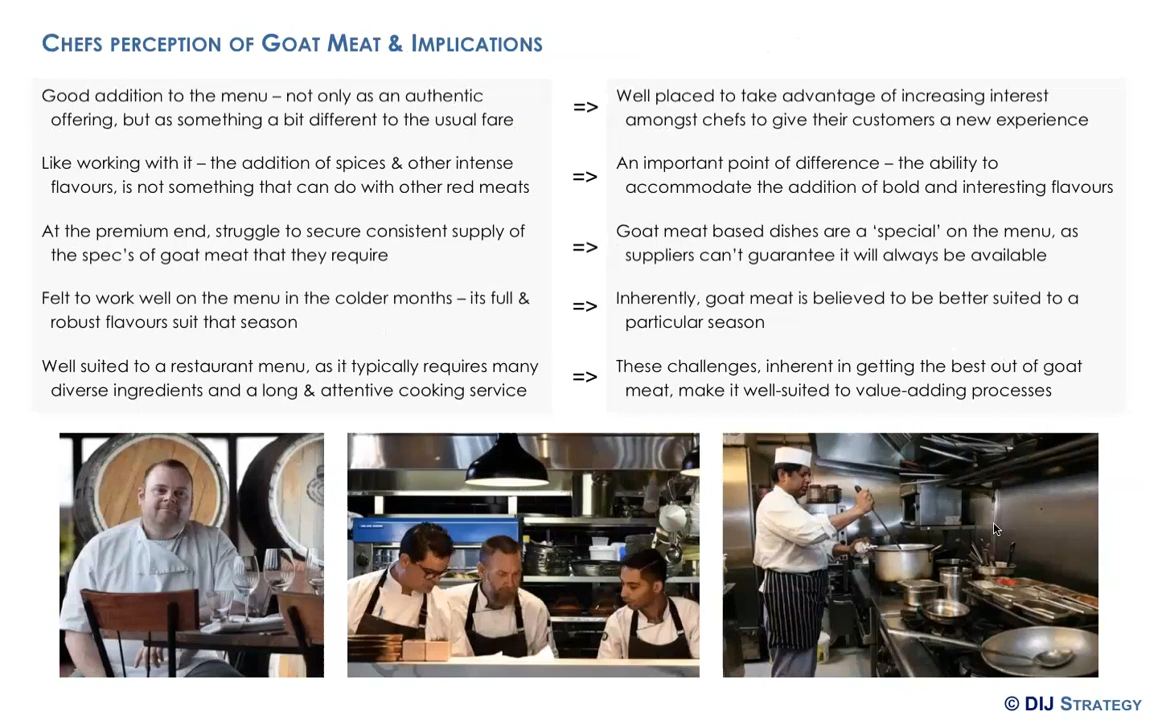 CHEFS PERCEPTION OF GOAT MEAT & IMPLICATIONS
Good addition to the menu – not only as an authentic
offering, but as something a bit different to the usual fare
=>
Well placed to take advantage of increasing interest
amongst chefs to give their customers a new experience
Like working with it – the addition of spices & other intense
flavours, is not something that can do with other red meats
=>
An important point of difference – the ability to
accommodate the addition of bold and interesting flavours
At the premium end, struggle to secure consistent supply of
the spec's of goat meat that they require
=>
Goat meat based dishes are a 'special' on the menu, as
suppliers can't guarantee it will always be available
Felt to work well on the menu in the colder months – its full &
robust flavours suit that season
=>
Inherently, goat meat is believed to be better suited to a
particular season
Well suited to a restaurant menu, as it typically requires many
diverse ingredients and a long & attentive cooking service
=>
These challenges, inherent in getting the best out of goat
meat, make it well-suited to value-adding processes
© DIJ STRATEGY